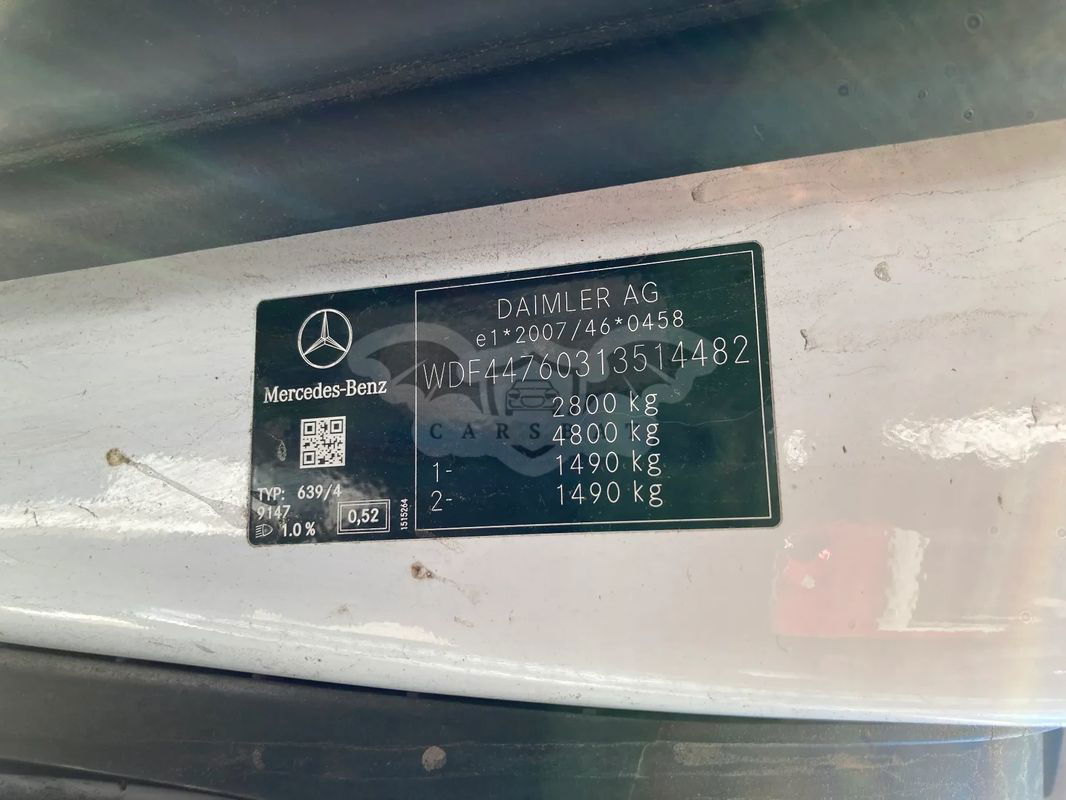 Mercedes-Benz
TYP: 639/4
9147
1.0 %
0,52
1515264
DAIMLER AG
e1*2007/46*0458
WDF44760313514482
2800 kg
4800 kg
1- 1490 kg
2- 1490 kg
CARSBAT